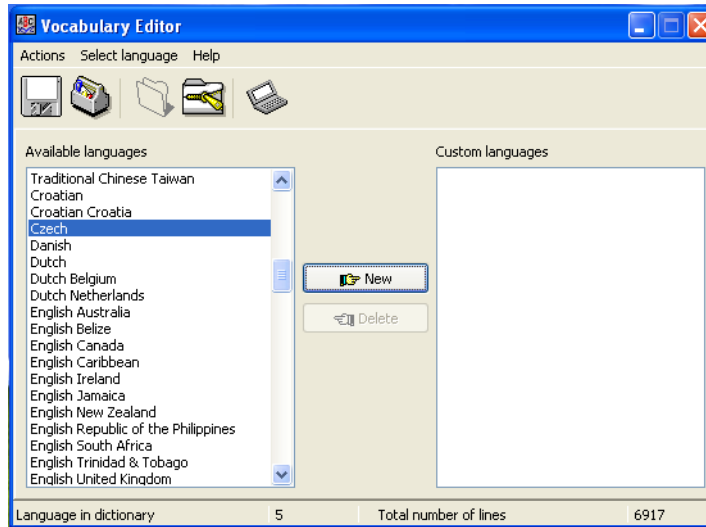 Vocabulary Editor
Actions Select language Help
Available languages
Custom languages
Traditional Chinese Taiwan
Croatian
Croatian Croatia
Czech
Danish
Dutch
Dutch Belgium
Dutch Netherlands
English Australia
English Belize
English Canada
English Caribbean
English Ireland
English Jamaica
English New Zealand
English Republic of the Philippines
English South Africa
English Trinidad & Tobago
English United Kingdom
New
Delete
Language in dictionary 5 Total number of lines 6917